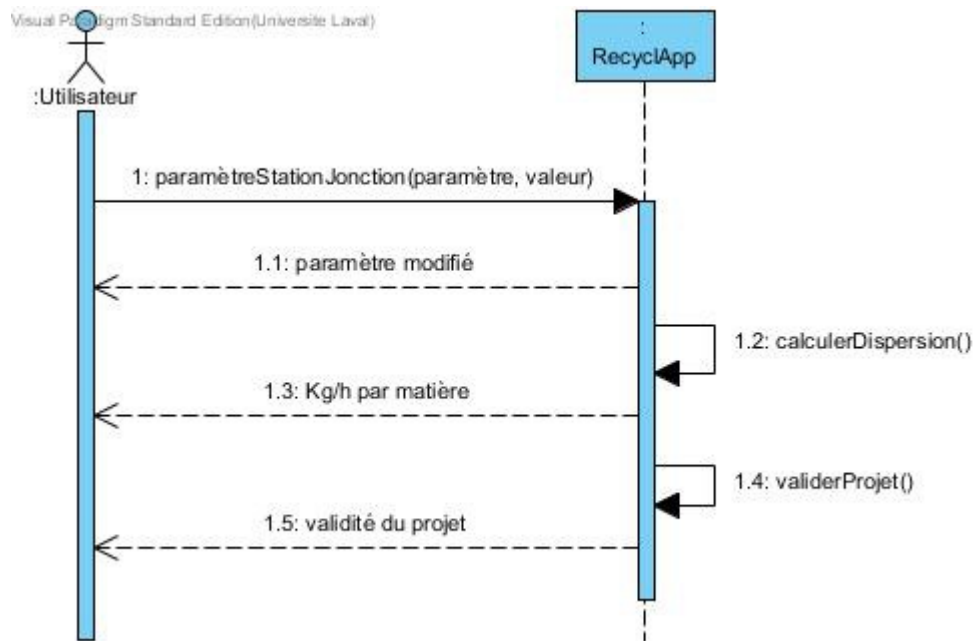 Visual Paradigm Standard Edition(Universite Laval)
:
RecyclApp
:Utilisateur
1: paramètreStationJonction(paramètre, valeur)
1.1: paramètre modifié
1.2: calculerDispersion()
1.3: Kg/h par matière
1.4: validerProjet()
1.5: validité du projet